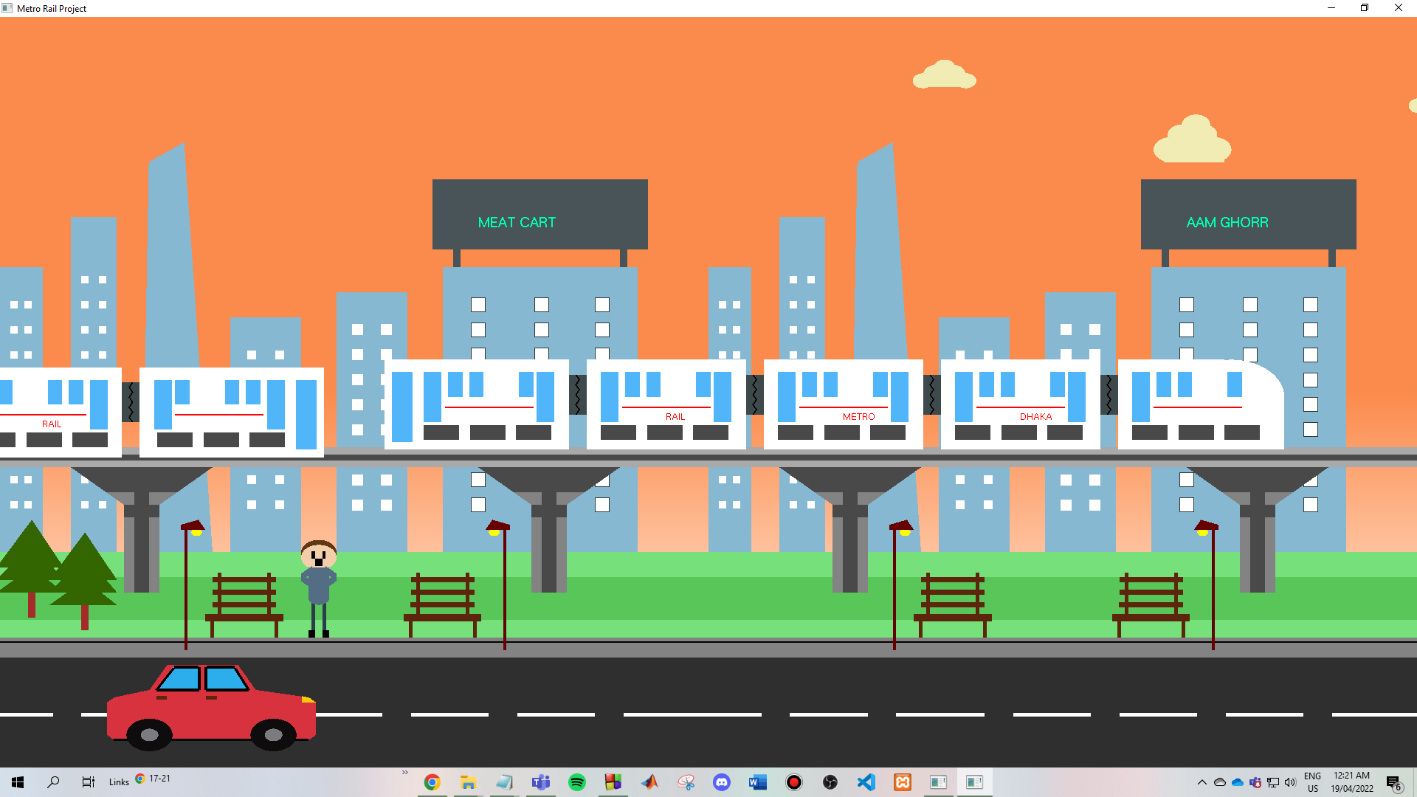 Metro Rail Project
MEAT CART
AAM GHORR
RAIL
RAIL
METRO
DHAKA
Links
17-21
ENG
US
12:21 AM
19/04/2022
6